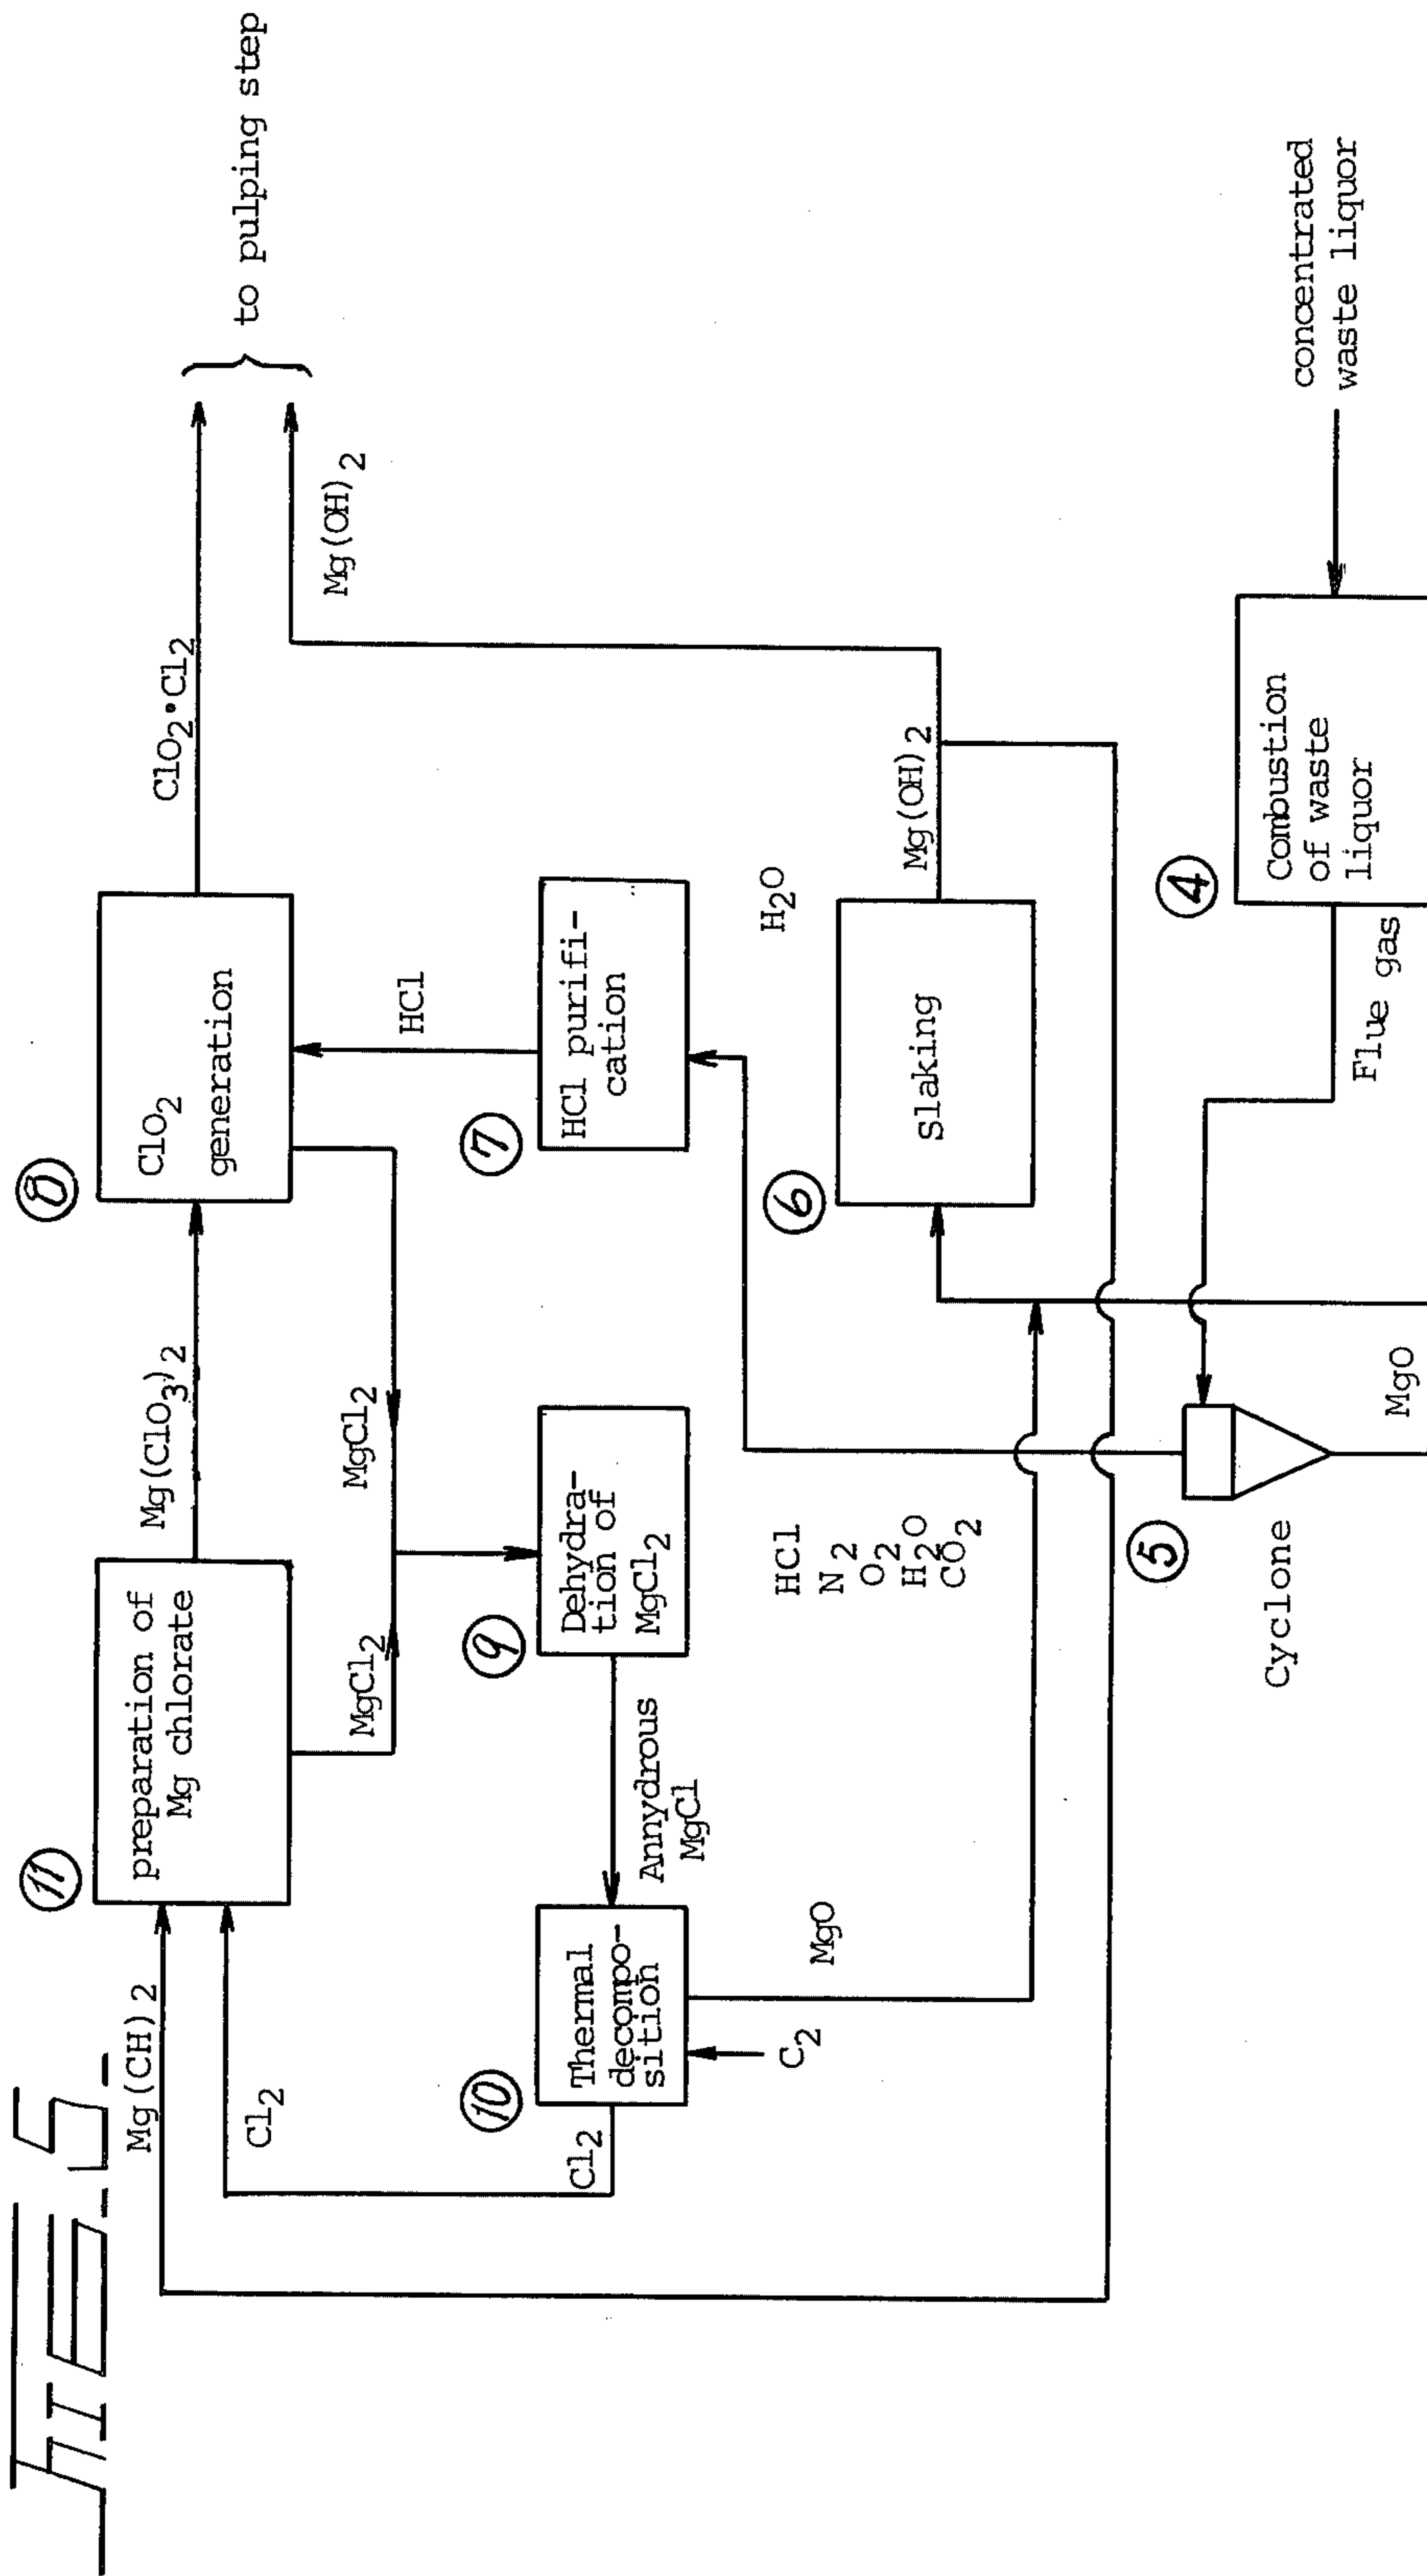 FIG. 5.
11
preparation of
Mg chlorate
Mg(ClO3)2
8
ClO2
generation
ClO2•Cl2
to pulping step
Mg(CH)2
Cl2
MgCl2
MgCl2
HCl
Mg(OH)2
10
Thermal
decompo-
sition
Cl2
C2
Annydrous
MgCl
9
Dehydra-
tion of
MgCl2
7
HCl purifi-
cation
MgO
HCl
N2
O2
H2O
CO2
6
Slaking
H2O
Mg(OH)2
5
Cyclone
MgO
4
Combustion
of waste
liquor
Flue gas
concentrated
waste liquor